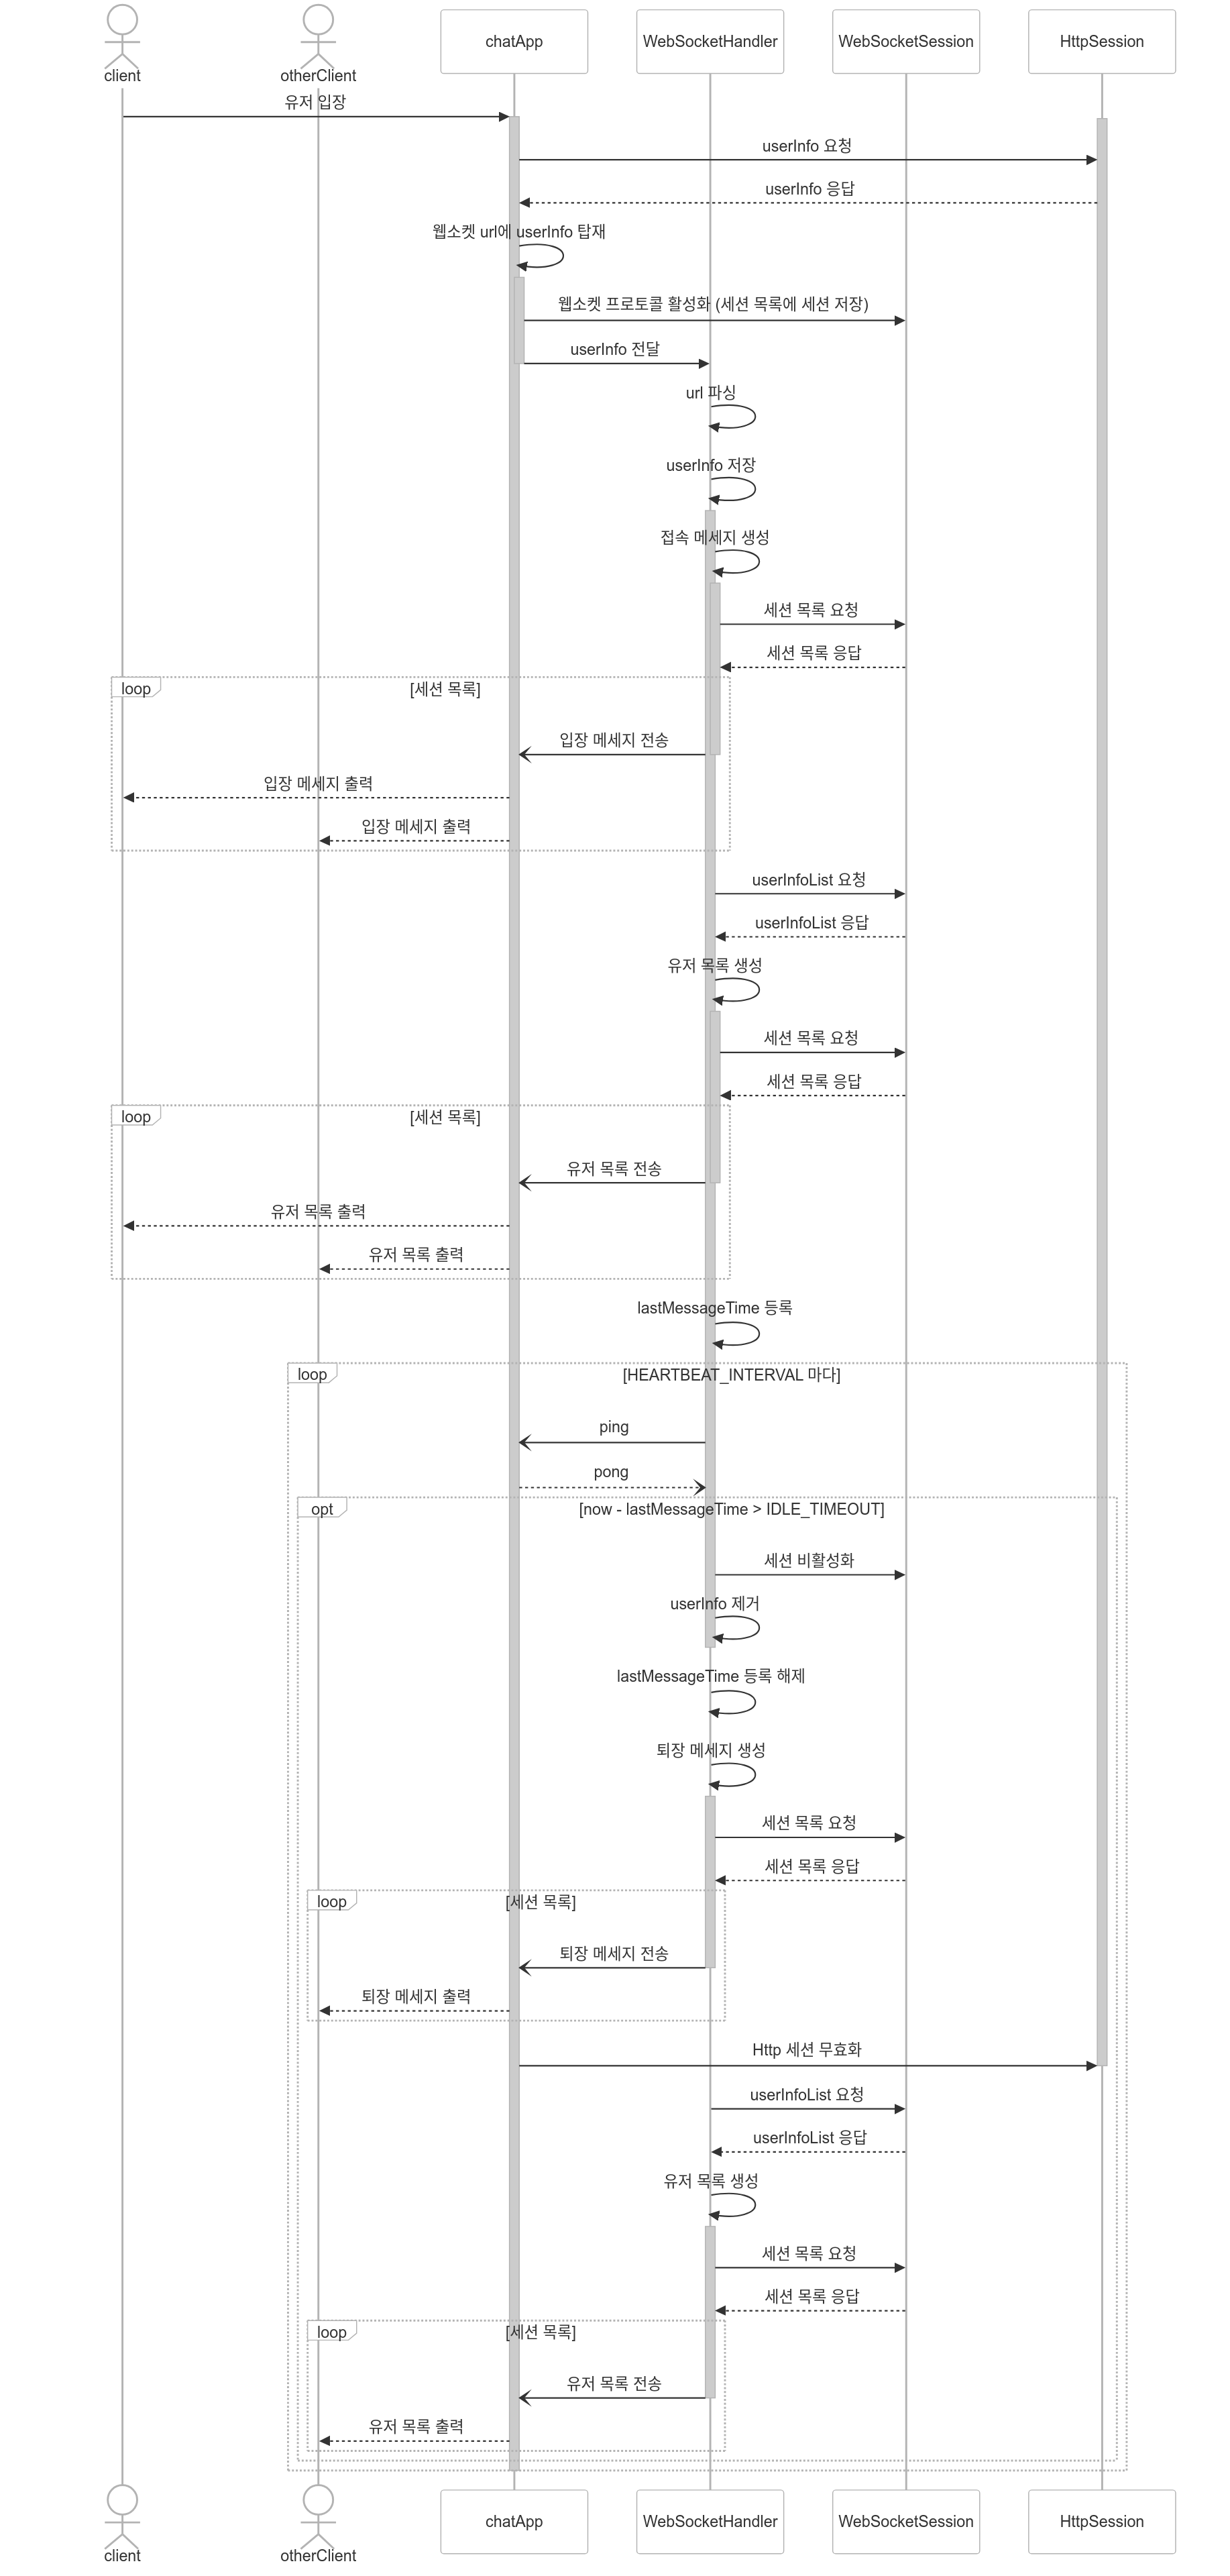 client
otherClient
chatApp
WebSocketHandler
WebSocketSession
HttpSession
유저 입장
userInfo 요청
userInfo 응답
웹소켓 url에 userInfo 탑재
웹소켓 프로토콜 활성화 (세션 목록에 세션 저장)
userInfo 전달
url 파싱
userInfo 저장
접속 메세지 생성
세션 목록 요청
세션 목록 응답
loop
[세션 목록]
입장 메세지 전송
입장 메세지 출력
입장 메세지 출력
userInfoList 요청
userInfoList 응답
유저 목록 생성
세션 목록 요청
세션 목록 응답
loop
[세션 목록]
유저 목록 전송
유저 목록 출력
유저 목록 출력
lastMessageTime 등록
loop
[HEARTBEAT_INTERVAL 마다]
ping
pong
opt
[now - lastMessageTime > IDLE_TIMEOUT]
세션 비활성화
userInfo 제거
lastMessageTime 등록 해제
퇴장 메세지 생성
세션 목록 요청
세션 목록 응답
loop
[세션 목록]
퇴장 메세지 전송
퇴장 메세지 출력
Http 세션 무효화
userInfoList 요청
userInfoList 응답
유저 목록 생성
세션 목록 요청
세션 목록 응답
loop
[세션 목록]
유저 목록 전송
유저 목록 출력
client
otherClient
chatApp
WebSocketHandler
WebSocketSession
HttpSession